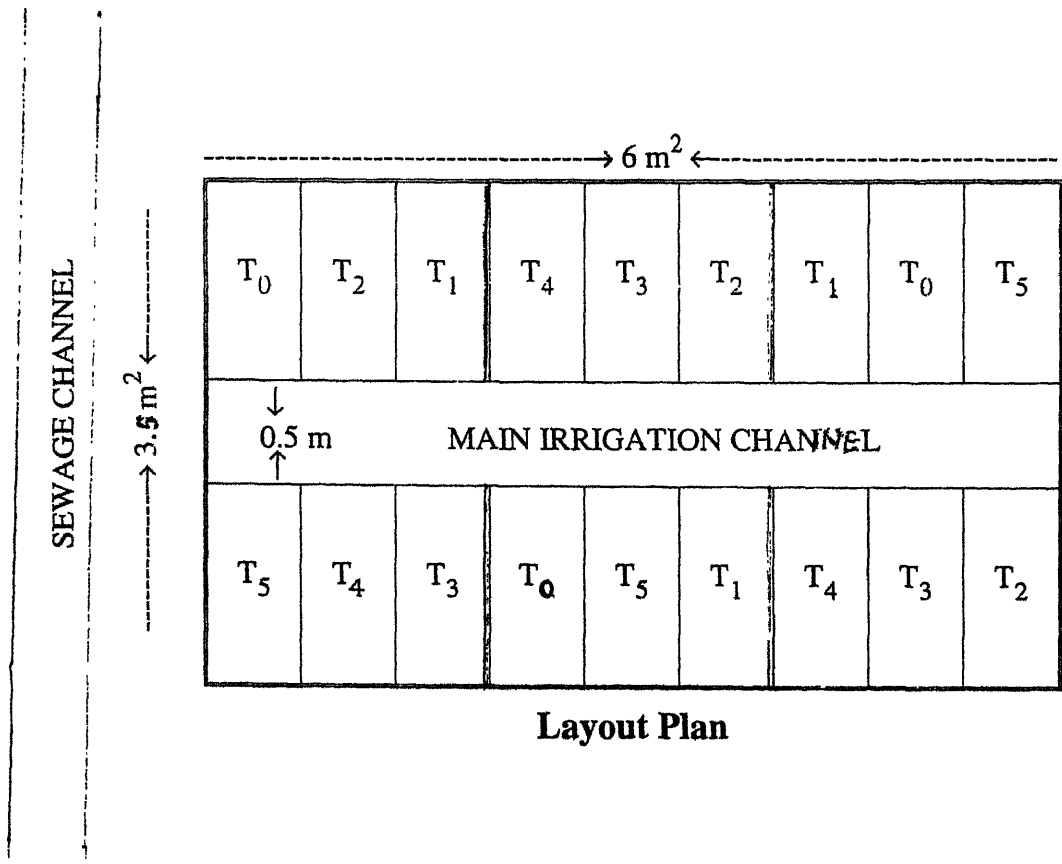 → 6 m² ←
SEWAGE CHANNEL
→ 3.5 m² ←
T₀ T₂ T₁ T₄ T₃ T₂ T₁ T₀ T₅
0.5 m MAIN IRRIGATION CHANNEL
T₅ T₄ T₃ T₀ T₅ T₁ T₄ T₃ T₂
Layout Plan